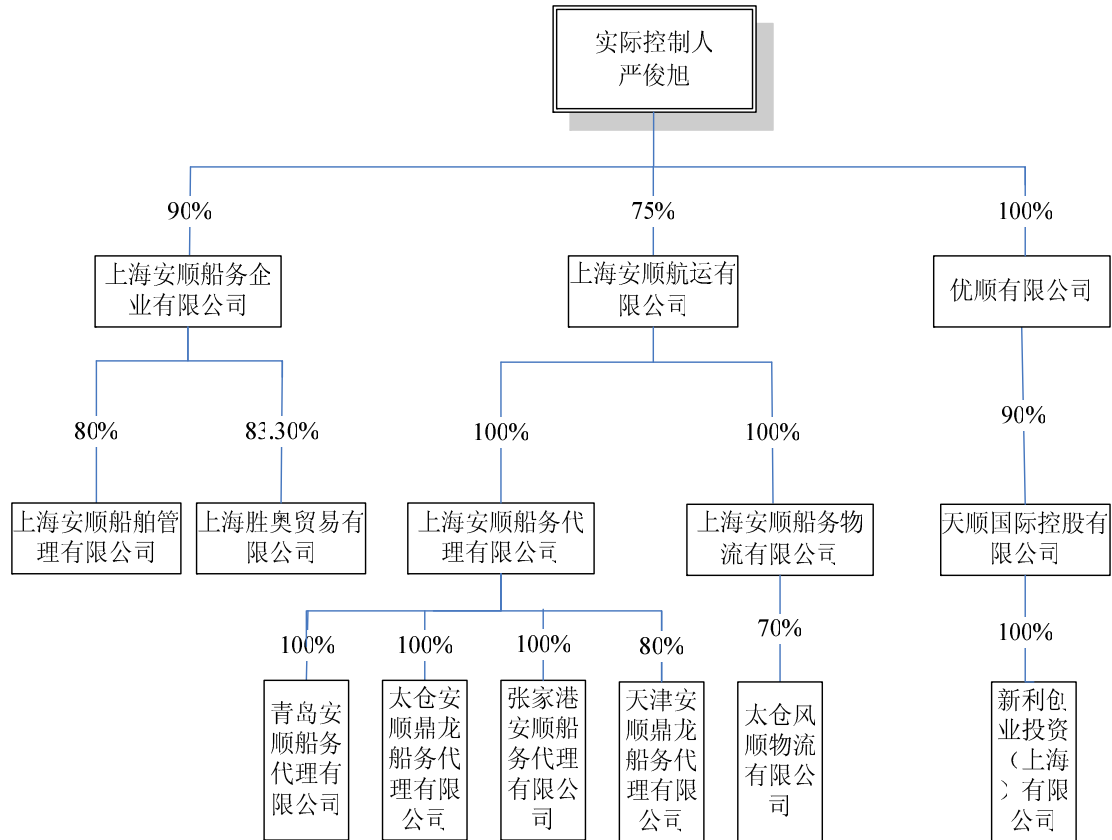 实际控制人
严俊旭
90%
75%
100%
上海安顺船务企
业有限公司
上海安顺航运有
限公司
优顺有限公司
80%
83.30%
100%
100%
90%
上海安顺船舶管
理有限公司
上海胜奥贸易有
限公司
上海安顺船务代
理有限公司
上海安顺船务物
流有限公司
天顺国际控股有
限公司
100%
100%
100%
80%
70%
100%
青岛安
顺船务
代理有
限公司
太仓安
顺鼎龙
船务代
理有限
公司
张家港
安顺船
务代理
有限公
司
天津安
顺鼎龙
船务代
理有限
公司
太仓风
顺物流
有限公
司
新利创
业投资
（上海
）有限
公司